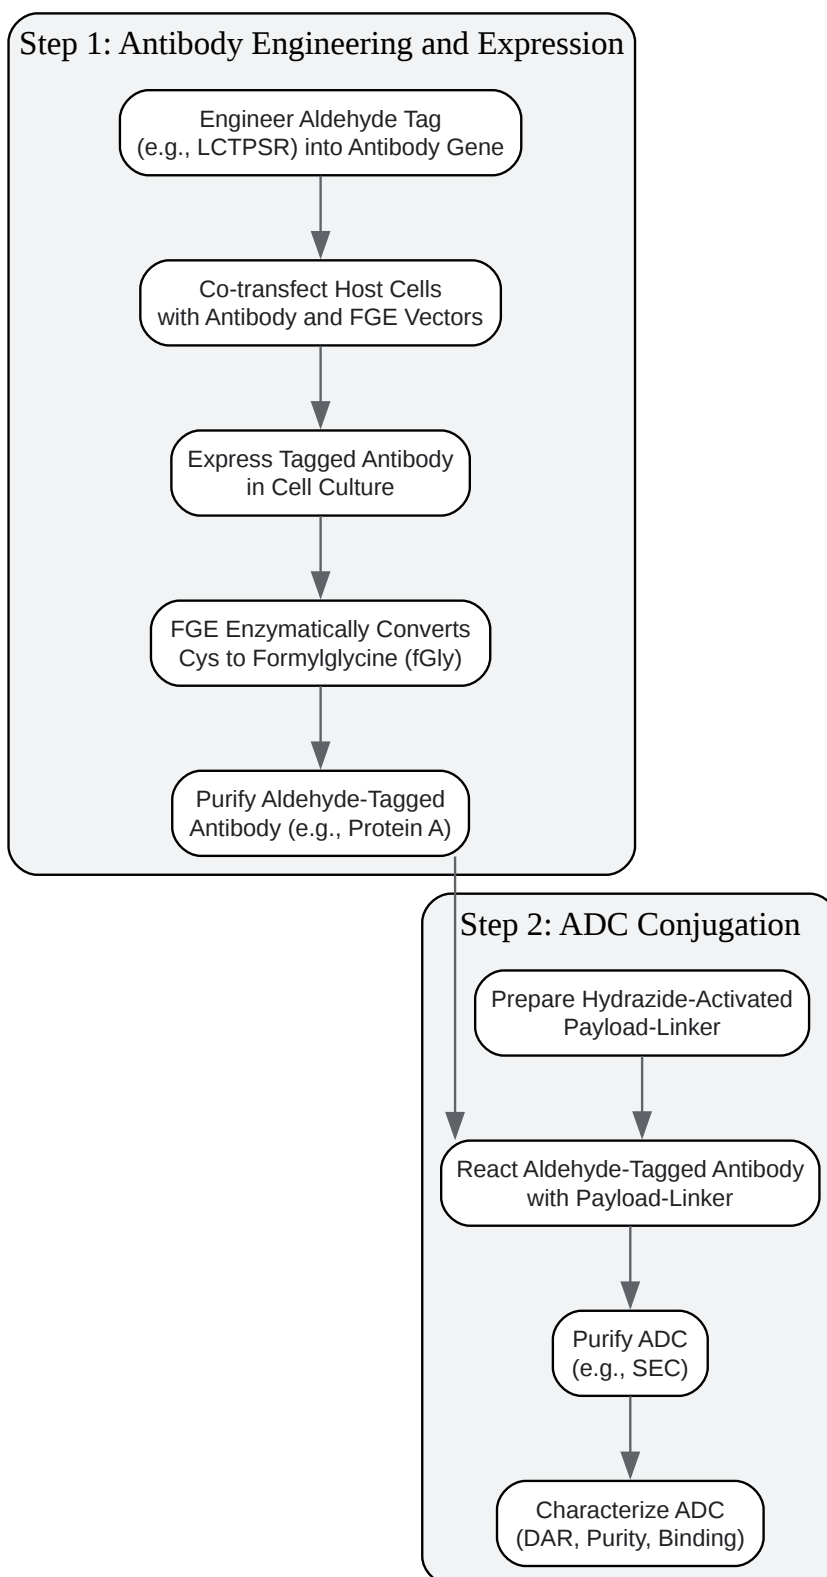 Step 1: Antibody Engineering and Expression
Engineer Aldehyde Tag
(e.g., LCTPSR) into Antibody Gene
Co-transfect Host Cells
with Antibody and FGE Vectors
Express Tagged Antibody
in Cell Culture
FGE Enzymatically Converts
Cys to Formylglycine (fGly)
Purify Aldehyde-Tagged
Antibody (e.g., Protein A)
Step 2: ADC Conjugation
Prepare Hydrazide-Activated
Payload-Linker
React Aldehyde-Tagged Antibody
with Payload-Linker
Purify ADC
(e.g., SEC)
Characterize ADC
(DAR, Purity, Binding)